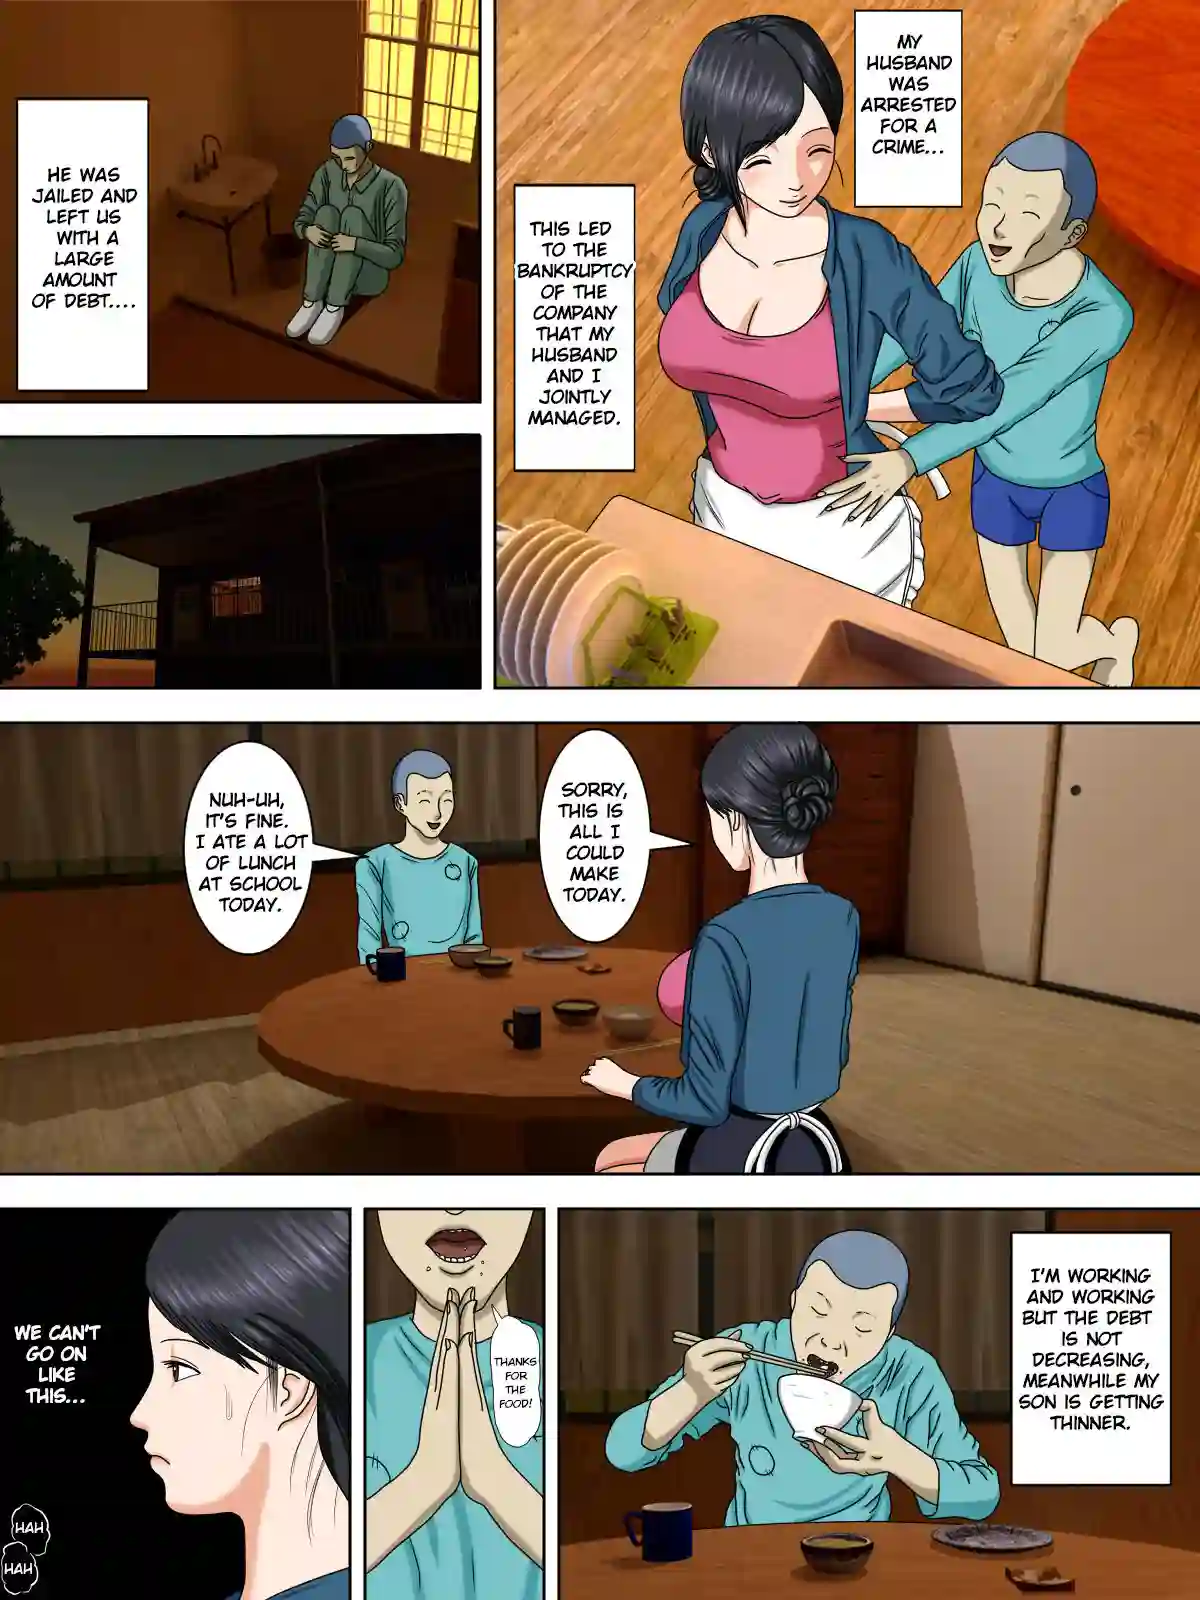 MY
HUSBAND
WAS
ARRESTED
FOR A
CRIME...
THIS LED
TO THE
BANKRUPTCY
OF THE
COMPANY
THAT MY
HUSBAND
AND I
JOINTLY
MANAGED.
HE WAS
JAILED AND
LEFT US
WITH A
LARGE
AMOUNT
OF DEBT....
SORRY,
THIS IS
ALL I
COULD
MAKE
TODAY.
NUH-UH,
IT'S FINE.
I ATE A LOT
OF LUNCH
AT SCHOOL
TODAY.
I'M WORKING
AND WORKING
BUT THE DEBT
IS NOT
DECREASING,
MEANWHILE MY
SON IS GETTING
THINNER.
THANKS
FOR
THE
FOOD!
WE CAN'T
GO ON
LIKE
THIS...
HAH
HAH